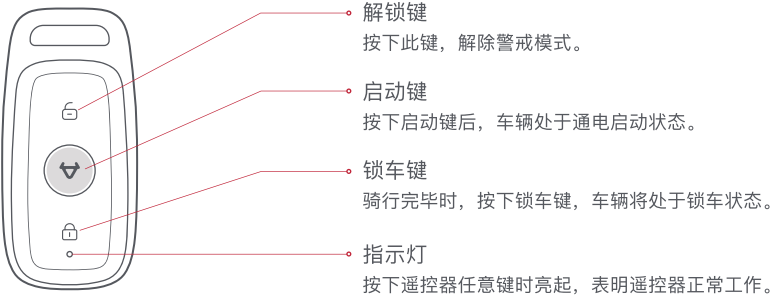 解锁键
按下此键，解除警戒模式。
启动键
按下启动键后，车辆处于通电启动状态。
锁车键
骑行完毕时，按下锁车键，车辆将处于锁车状态。
指示灯
按下遥控器任意键时亮起，表明遥控器正常工作。